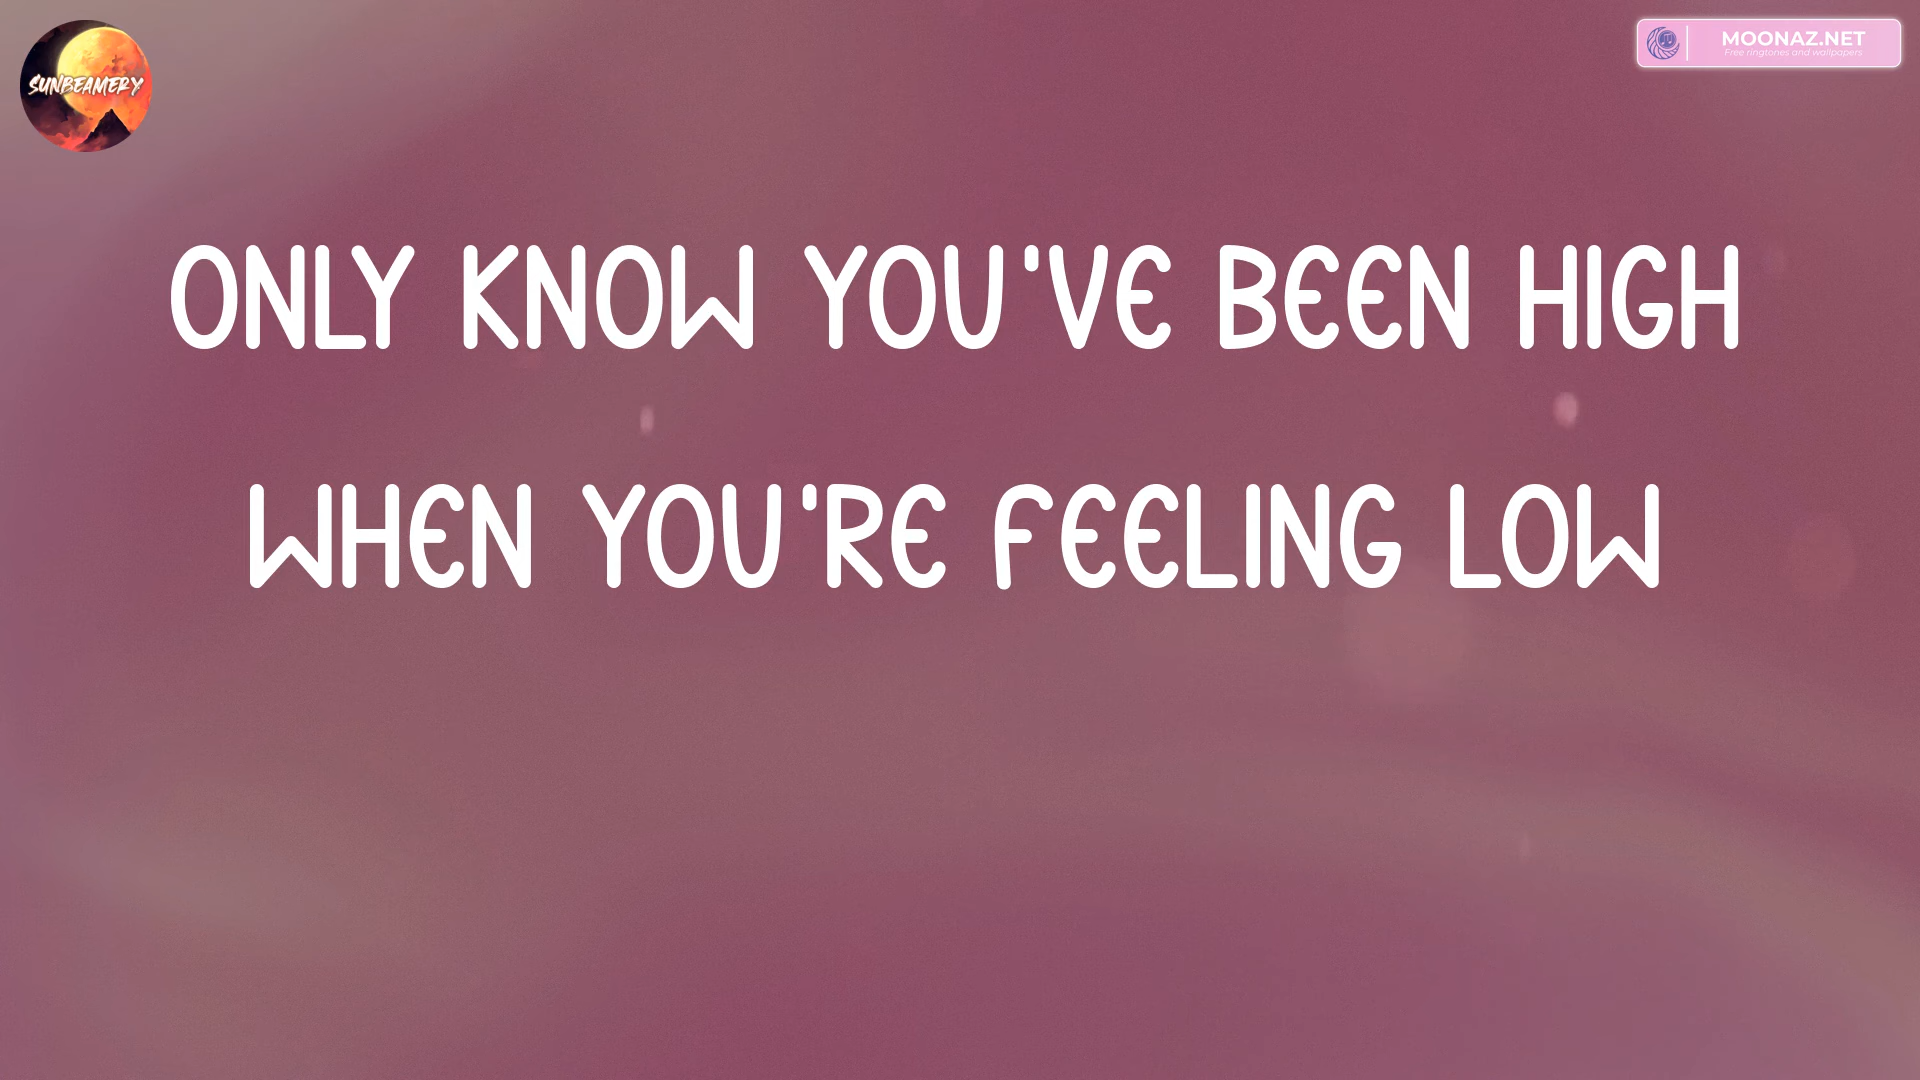 SUNBEAMERY
MOONAZ.NET
Free ringtones and wallpapers
ONLY KNOW YOU'VE BEEN HIGH
WHEN YOU'RE FEELING LOW